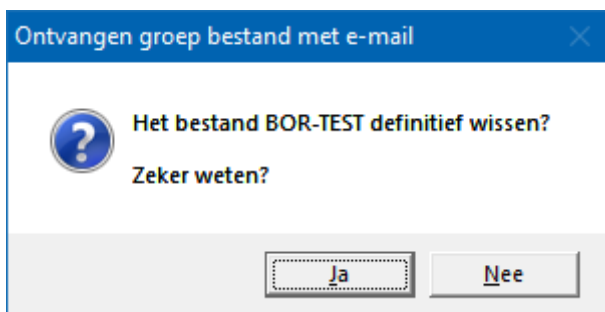 Ontvangen groep bestand met e-mail
Het bestand BOR-TEST definitief wissen?
Zeker weten?
Ja
Nee